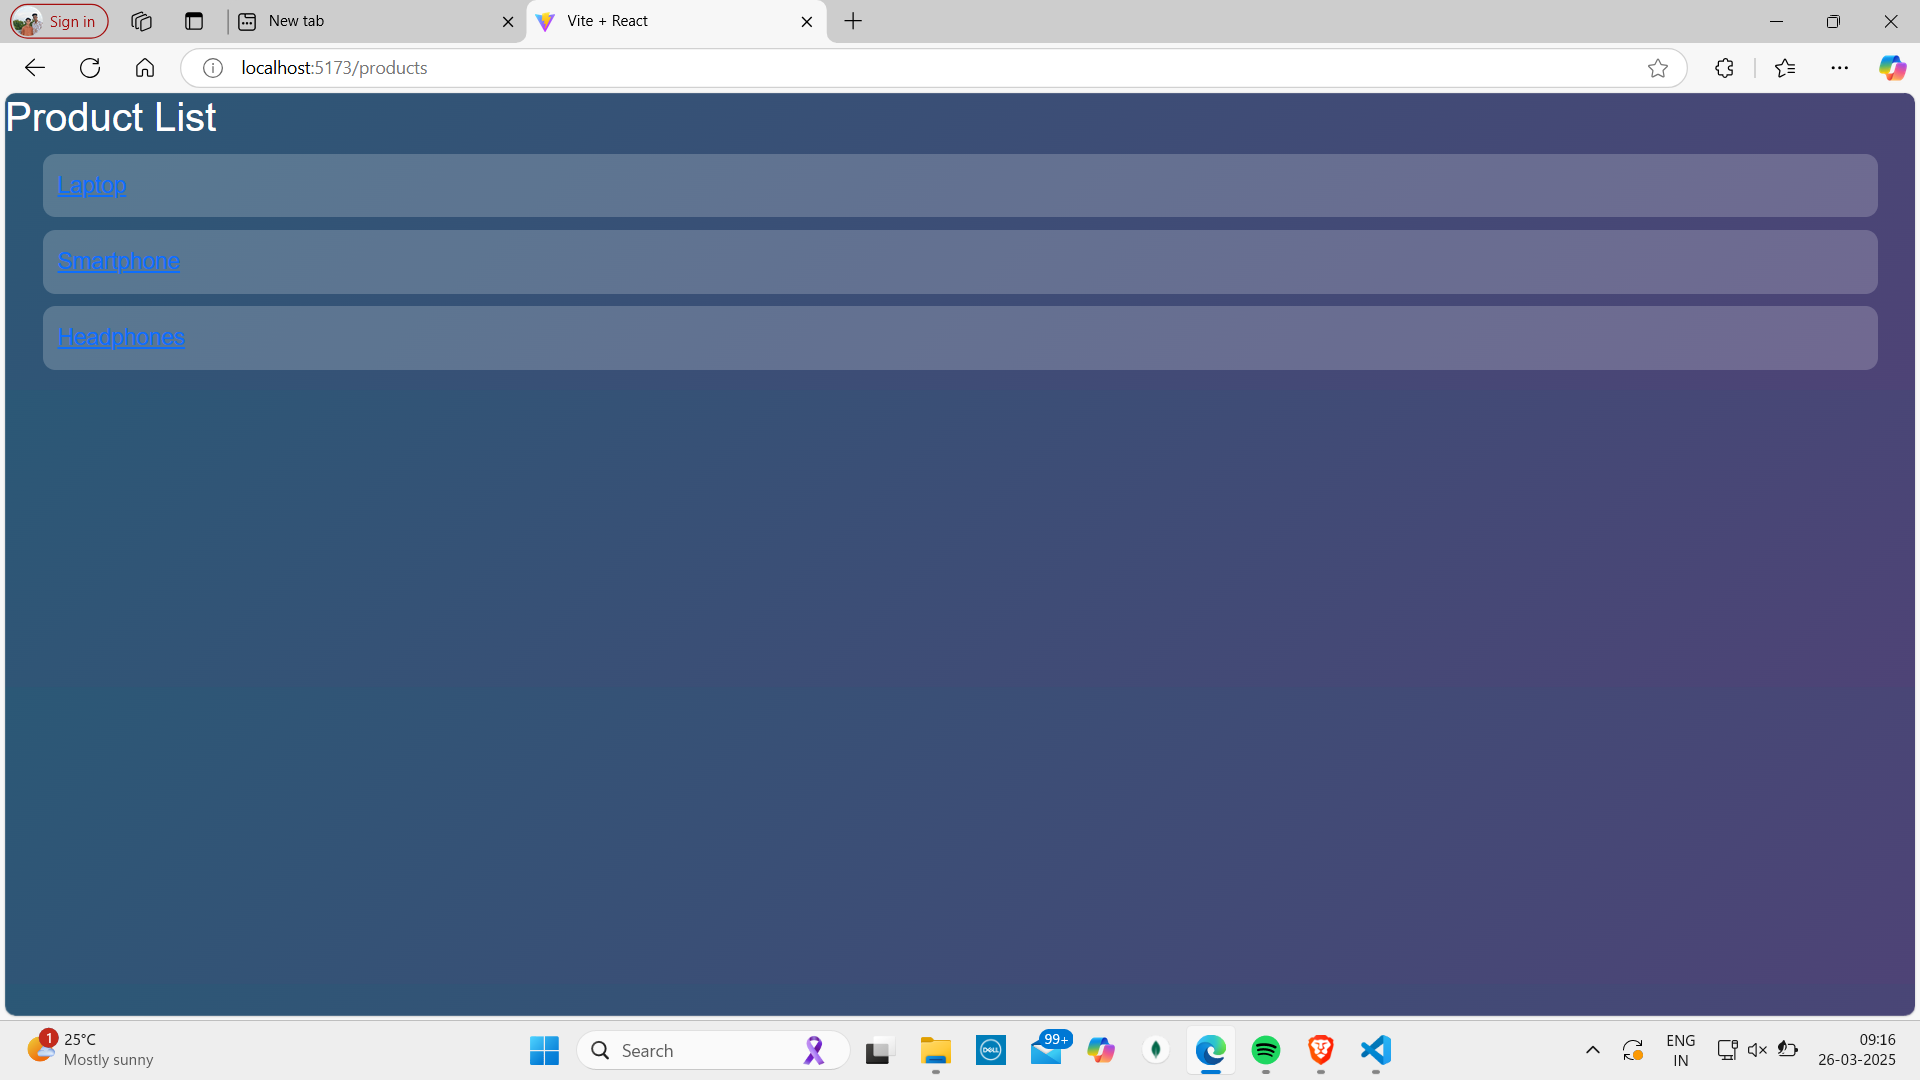 Sign in
New tab
Vite + React
localhost:5173/products
Product List
Laptop
Smartphone
Headphones
1
25°C
Mostly sunny
Search
DELL
99+
ENG
IN
09:16
26-03-2025